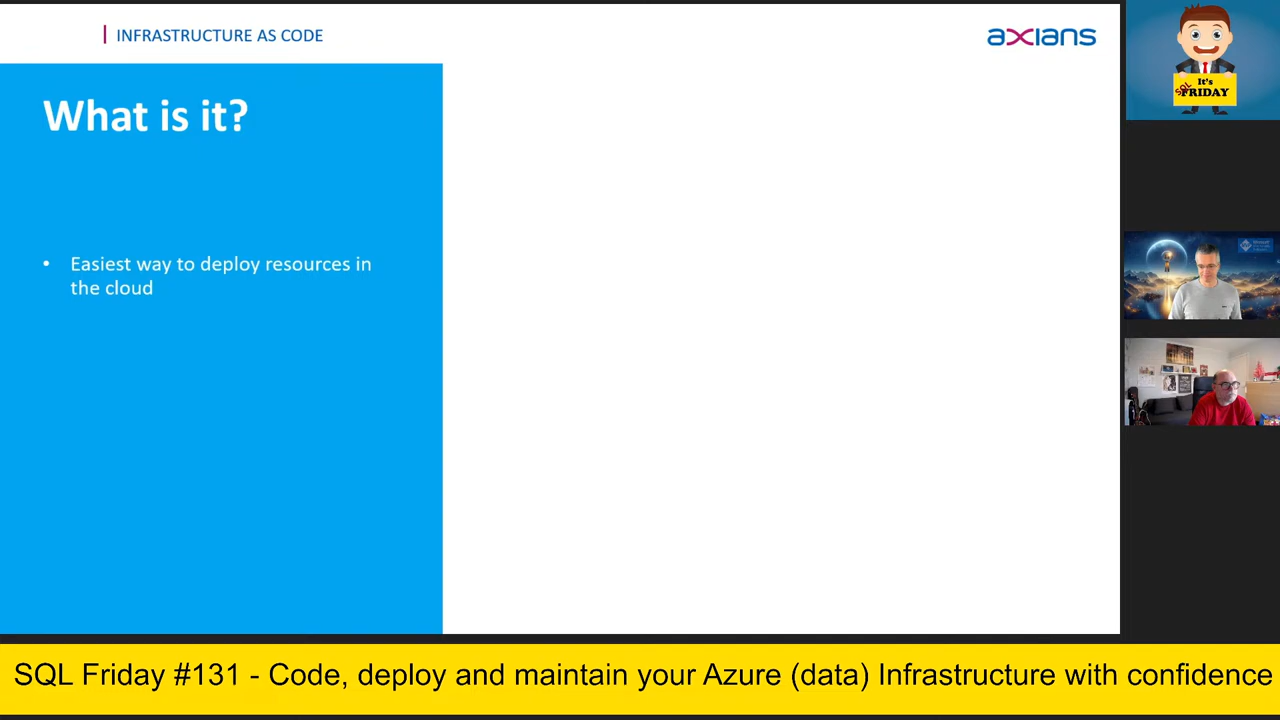 INFRASTRUCTURE AS CODE
axians
What is it?
• Easiest way to deploy resources in
the cloud
It's
SQL
FRIDAY
SQL Friday #131 - Code, deploy and maintain your Azure (data) Infrastructure with confidence